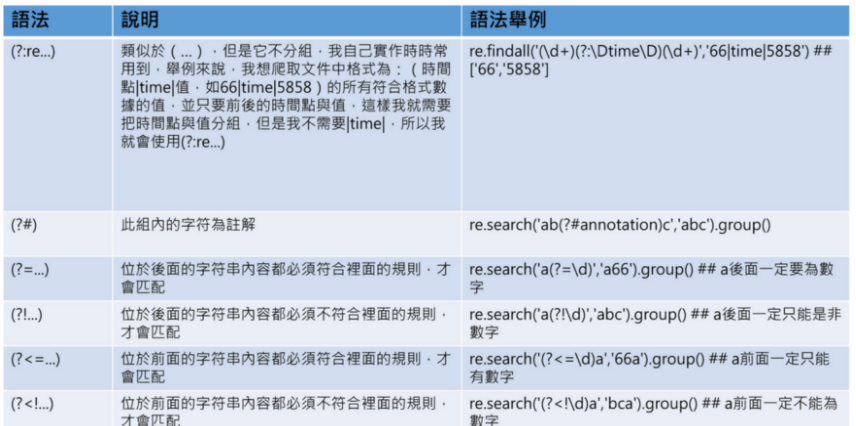 語法 說明 語法舉例
(?:re...) 類似於（...），但是它不分組，我自己實作時時常 re.findall('(\d+)(?:\Dtime\D)(\d+)','66|time|5858') ##
用到，舉例來說，我想爬取文件中格式為：（時間 ['66','5858']
點|time|值，如66|time|5858）的所有符合格式數
據的值，並只要前後的時間點與值，這樣我就需要
把時間點與值分組，但是我不需要|time|，所以我
就會使用(?:re...)
(?#) 此組內的字符為註解 re.search('ab(?#annotation)c','abc').group()
(?=...) 位於後面的字符串內容都必須符合裡面的規則，才 re.search('a(?=\d)','a66').group() ## a後面一定要為數
會匹配 字
(?!...) 位於後面的字符串內容都必須不符合裡面的規則， re.search('a(?!\d)','abc').group() ## a後面一定只能是非
才會匹配 數字
(?<=...) 位於前面的字符串內容都必須符合裡面的規則，才 re.search('(?<=\d)a','66a').group() ## a前面一定只能
會匹配 有數字
(?<!...) 位於前面的字符串內容都必須不符合裡面的規則， re.search('(?<!\d)a','bca').group() ## a前面一定不能為
才會匹配 數字